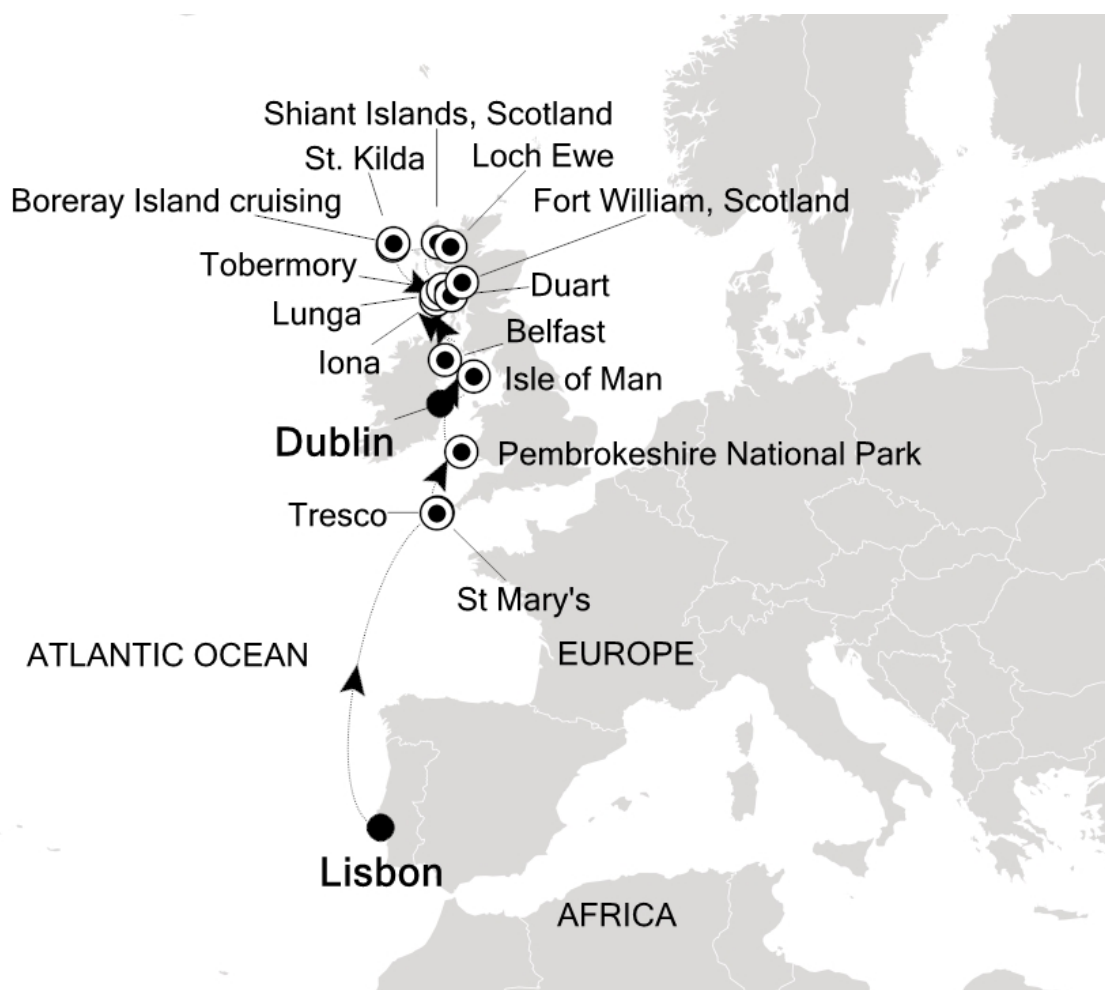 Shiant Islands, Scotland
St. Kilda
Loch Ewe
Boreray Island cruising
Fort William, Scotland
Tobermory
Duart
Lunga
Belfast
Iona
Isle of Man
Dublin
Pembrokeshire National Park
Tresco
St Mary's
ATLANTIC OCEAN
EUROPE
Lisbon
AFRICA